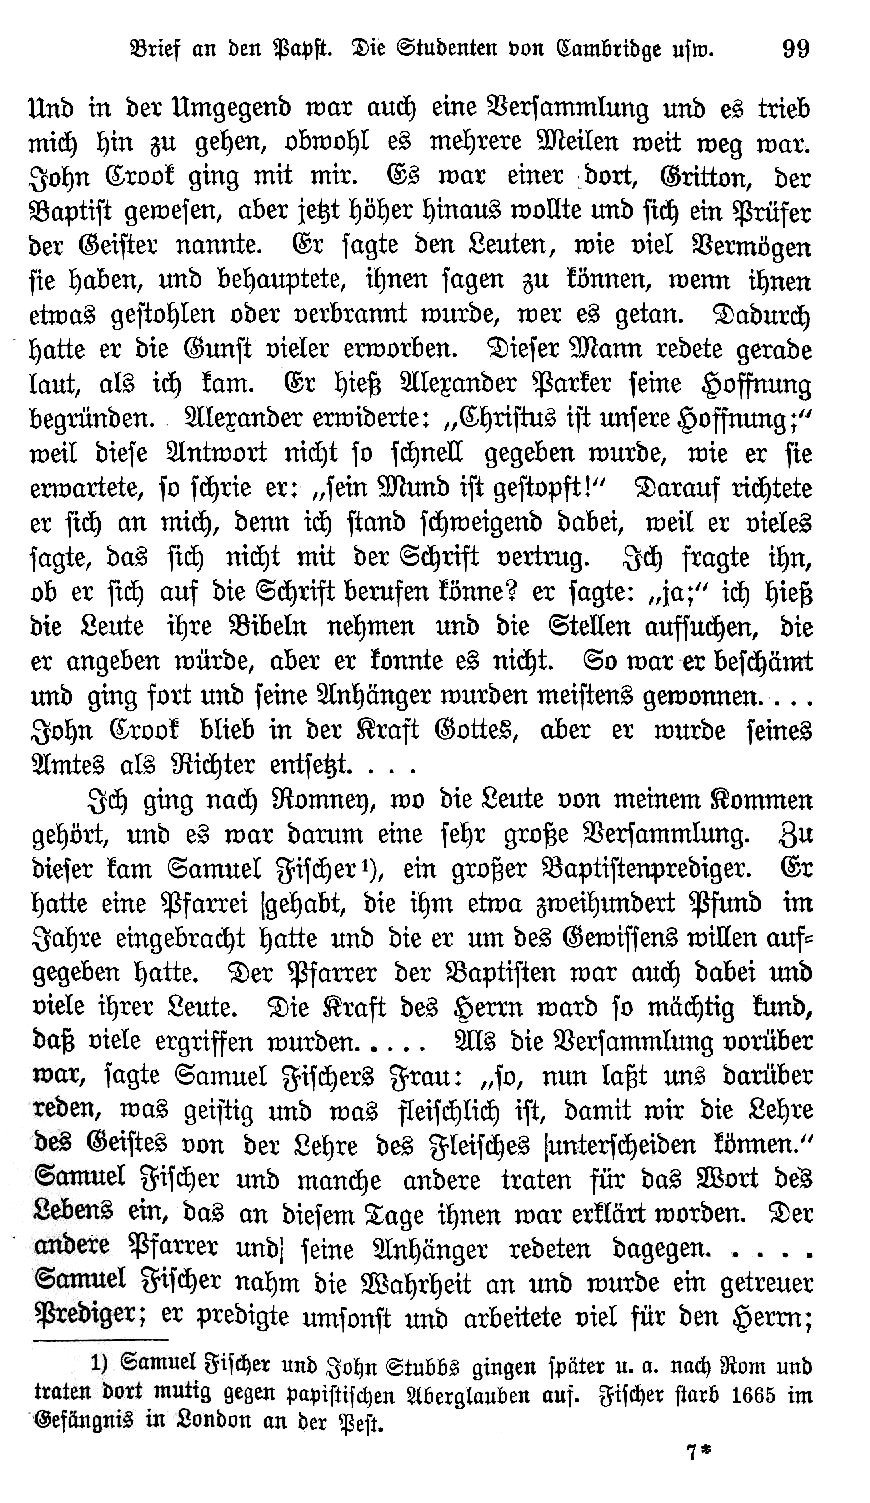 Brief an den Papst. Die Studenten von Cambridge usw. 99
Und in der Umgegend war auch eine Versammlung und es trieb
mich hin zu gehen, obwohl es mehrere Meilen weit weg war.
John Crook ging mit mir. Es war einer dort, Gritton, der
Baptist gewesen, aber jetzt höher hinaus wollte und sich ein Prüfer
der Geister nannte. Er sagte den Leuten, wie viel Vermögen
sie haben, und behauptete, ihnen sagen zu können, wenn ihnen
etwas gestohlen oder verbrannt wurde, wer es getan. Dadurch
hatte er die Gunst vieler erworben. Dieser Mann redete gerade
laut, als ich kam. Er hieß Alexander Parker seine Hoffnung
begründen. Alexander erwiderte: „Christus ist unsere Hoffnung;“
weil diese Antwort nicht so schnell gegeben wurde, wie er sie
erwartete, so schrie er: „sein Mund ist gestopft!“ Darauf richtete
er sich an mich, denn ich stand schweigend dabei, weil er vieles
sagte, das sich nicht mit der Schrift vertrug. Ich fragte ihn,
ob er sich auf die Schrift berufen könne? er sagte: „ja;“ ich hieß
die Leute ihre Bibeln nehmen und die Stellen aufsuchen, die
er angeben würde, aber er konnte es nicht. So war er beschämt
und ging fort und seine Anhänger wurden meistens gewonnen. . . .
John Crook blieb in der Kraft Gottes, aber er wurde seines
Amtes als Richter entsetzt. . . .
Ich ging nach Romney, wo die Leute von meinem Kommen
gehört, und es war darum eine sehr große Versammlung. Zu
dieser kam Samuel Fischer¹), ein großer Baptistenprediger. Er
hatte eine Pfarrei gehabt, die ihm etwa zweihundert Pfund im
Jahre eingebracht hatte und die er um des Gewissens willen auf-
gegeben hatte. Der Pfarrer der Baptisten war auch dabei und
viele ihrer Leute. Die Kraft des Herrn ward so mächtig kund,
daß viele ergriffen wurden. . . . . Als die Versammlung vorüber
war, sagte Samuel Fischers Frau: „so, nun laßt uns darüber
reden, was geistig und was fleischlich ist, damit wir die Lehre
des Geistes von der Lehre des Fleisches unterscheiden können.“
Samuel Fischer und manche andere traten für das Wort des
Lebens ein, das an diesem Tage ihnen war erklärt worden. Der
andere Pfarrer und seine Anhänger redeten dagegen. . . . .
Samuel Fischer nahm die Wahrheit an und wurde ein getreuer
Prediger; er predigte umsonst und arbeitete viel für den Herrn;
1) Samuel Fischer und John Stubbs gingen später u. a. nach Rom und
traten dort mutig gegen papistischen Aberglauben auf. Fischer starb 1665 im
Gefängnis in London an der Pest.
7*